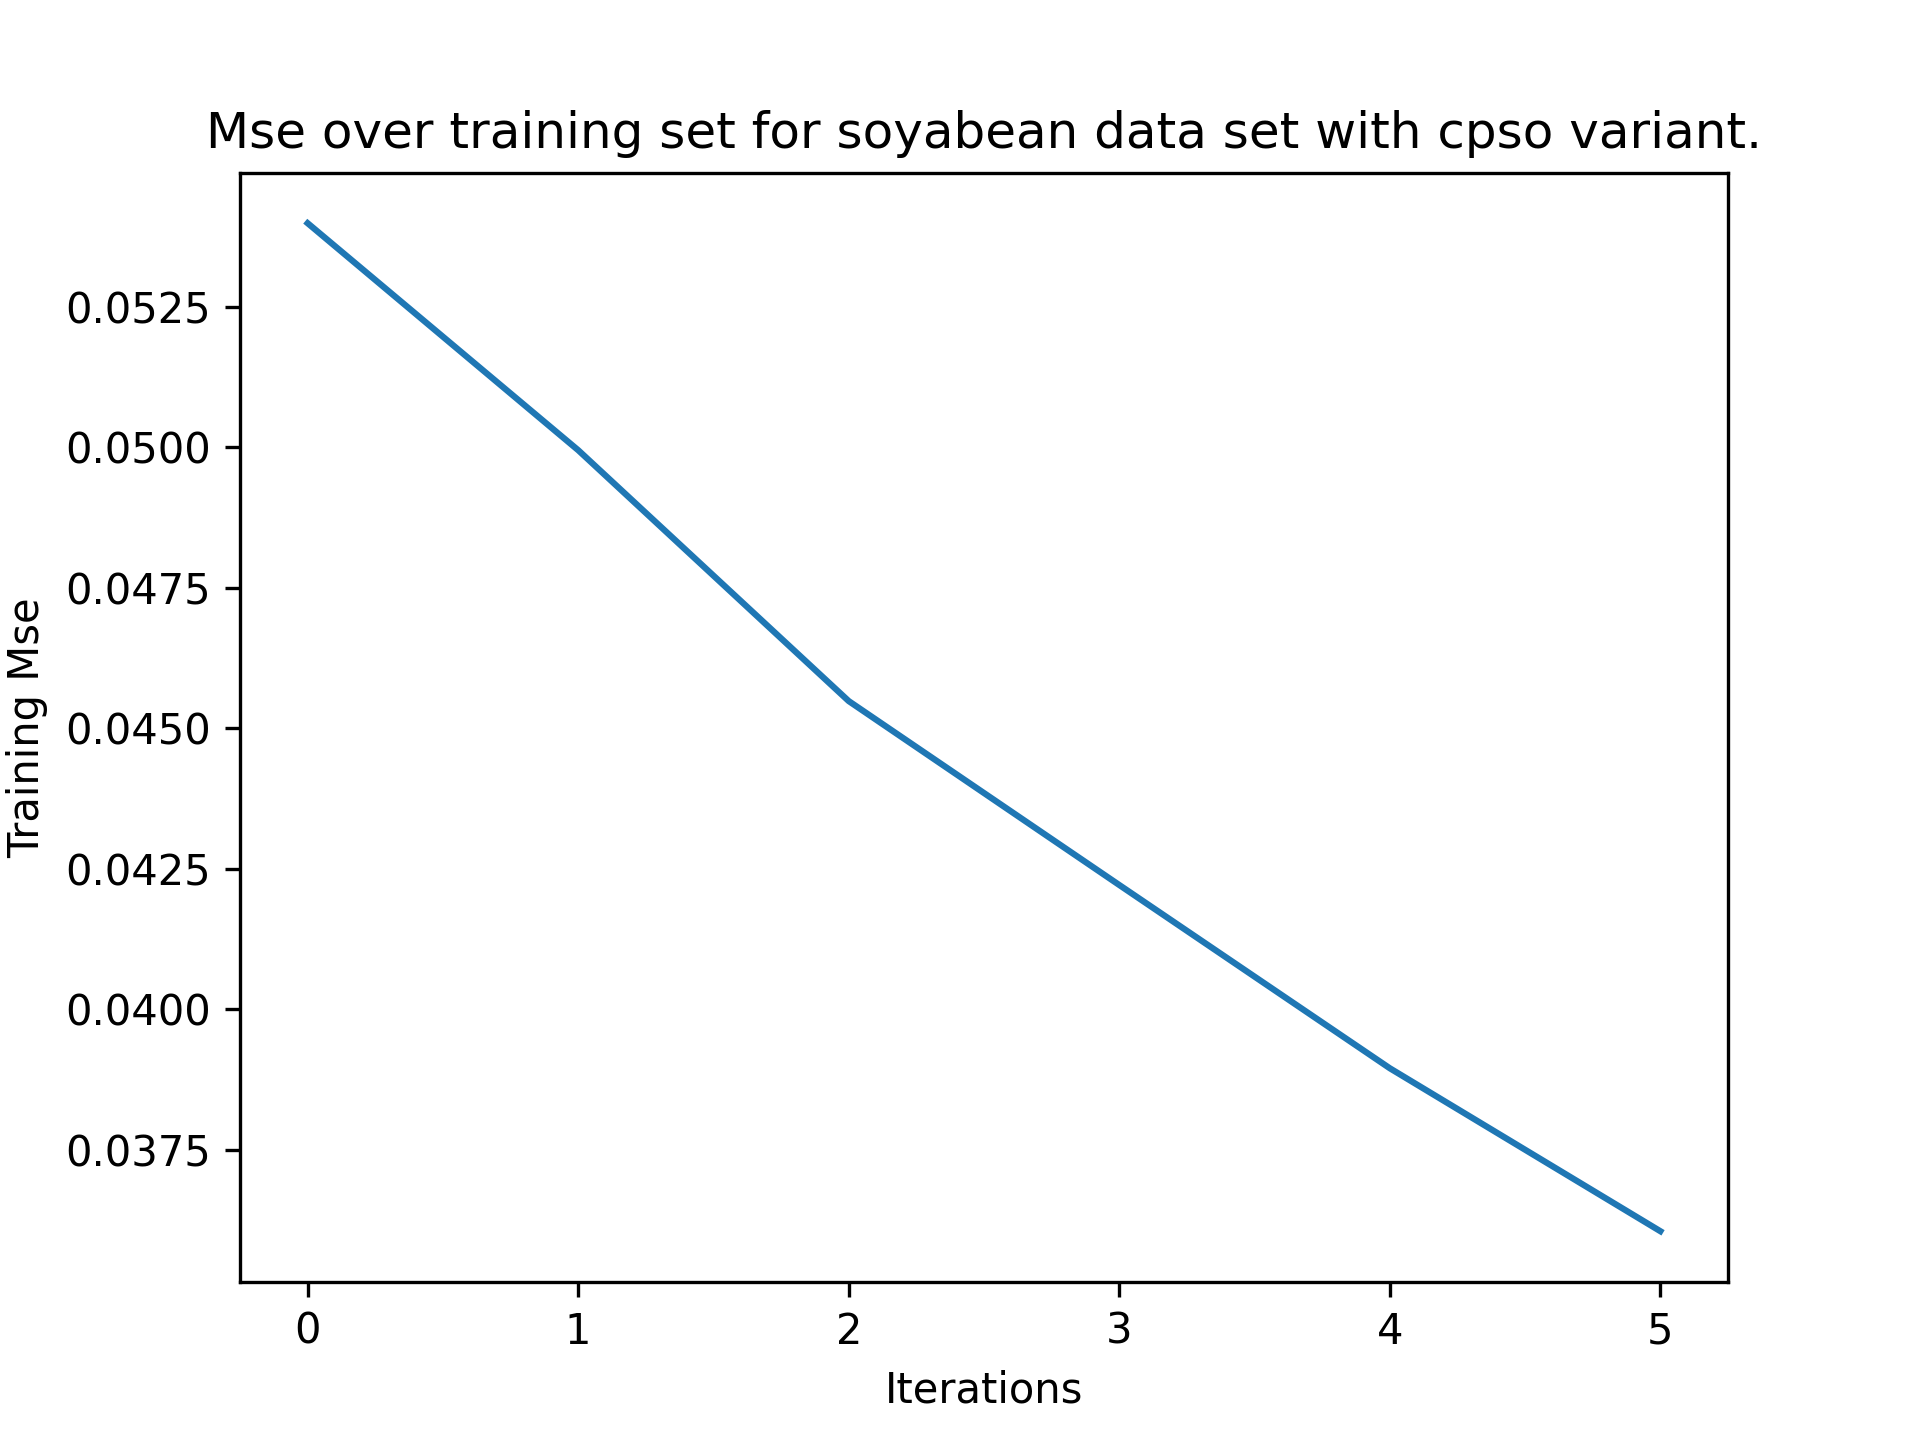 Mse over training set for soyabean data set with cpso variant.
0.0525
0.0500
0.0475
0.0450
0.0425
0.0400
0.0375
Training Mse
0 1 2 3 4 5
Iterations